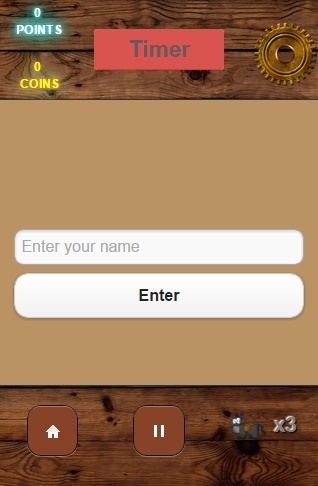 0
POINTS
Timer
0
COINS
Enter your name
Enter
x3